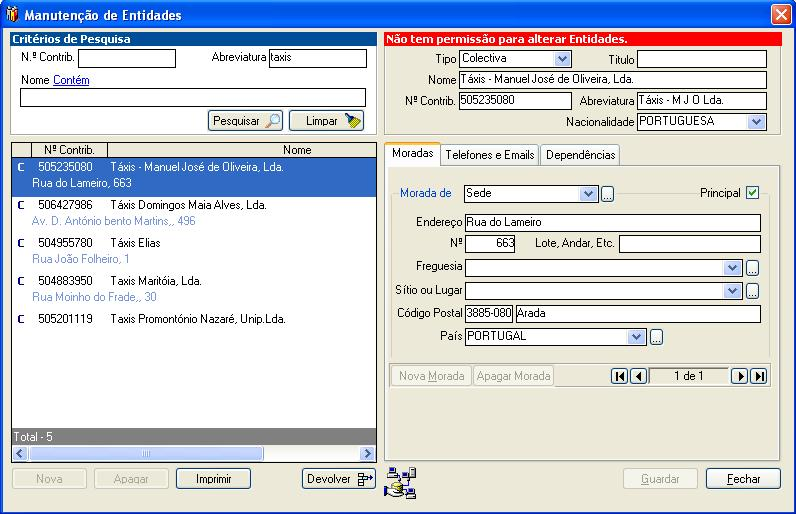 Manutenção de Entidades
Critérios de Pesquisa
N.º Contrib. Abreviatura taxis
Nome Contém
Pesquisar Limpar
Nº Contrib. Nome
C 505235080 Táxis - Manuel José de Oliveira, Lda.
Rua do Lameiro, 663
C 506427986 Táxis Domingos Maia Alves, Lda.
Av. D. António bento Martins,, 496
C 504955780 Táxis Elias
Rua João Folheiro, 1
C 504883950 Taxis Maritóia, Lda.
Rua Moinho do Frade,, 30
C 505201119 Taxis Promontónio Nazaré, Unip.Lda.
Total - 5
Nova Apagar Imprimir Devolver
Não tem permissão para alterar Entidades.
Tipo Colectiva Titulo
Nome Táxis - Manuel José de Oliveira, Lda.
Nº Contrib. 505235080 Abreviatura Táxis - M J O Lda.
Nacionalidade PORTUGUESA
Moradas Telefones e Emails Dependências
Morada de Sede ... Principal
Endereço Rua do Lameiro
Nº 663 Lote, Andar, Etc.
Freguesia ...
Sítio ou Lugar ...
Código Postal 3885-080 Arada
País PORTUGAL ...
Nova Morada Apagar Morada 1 de 1
Guardar Fechar